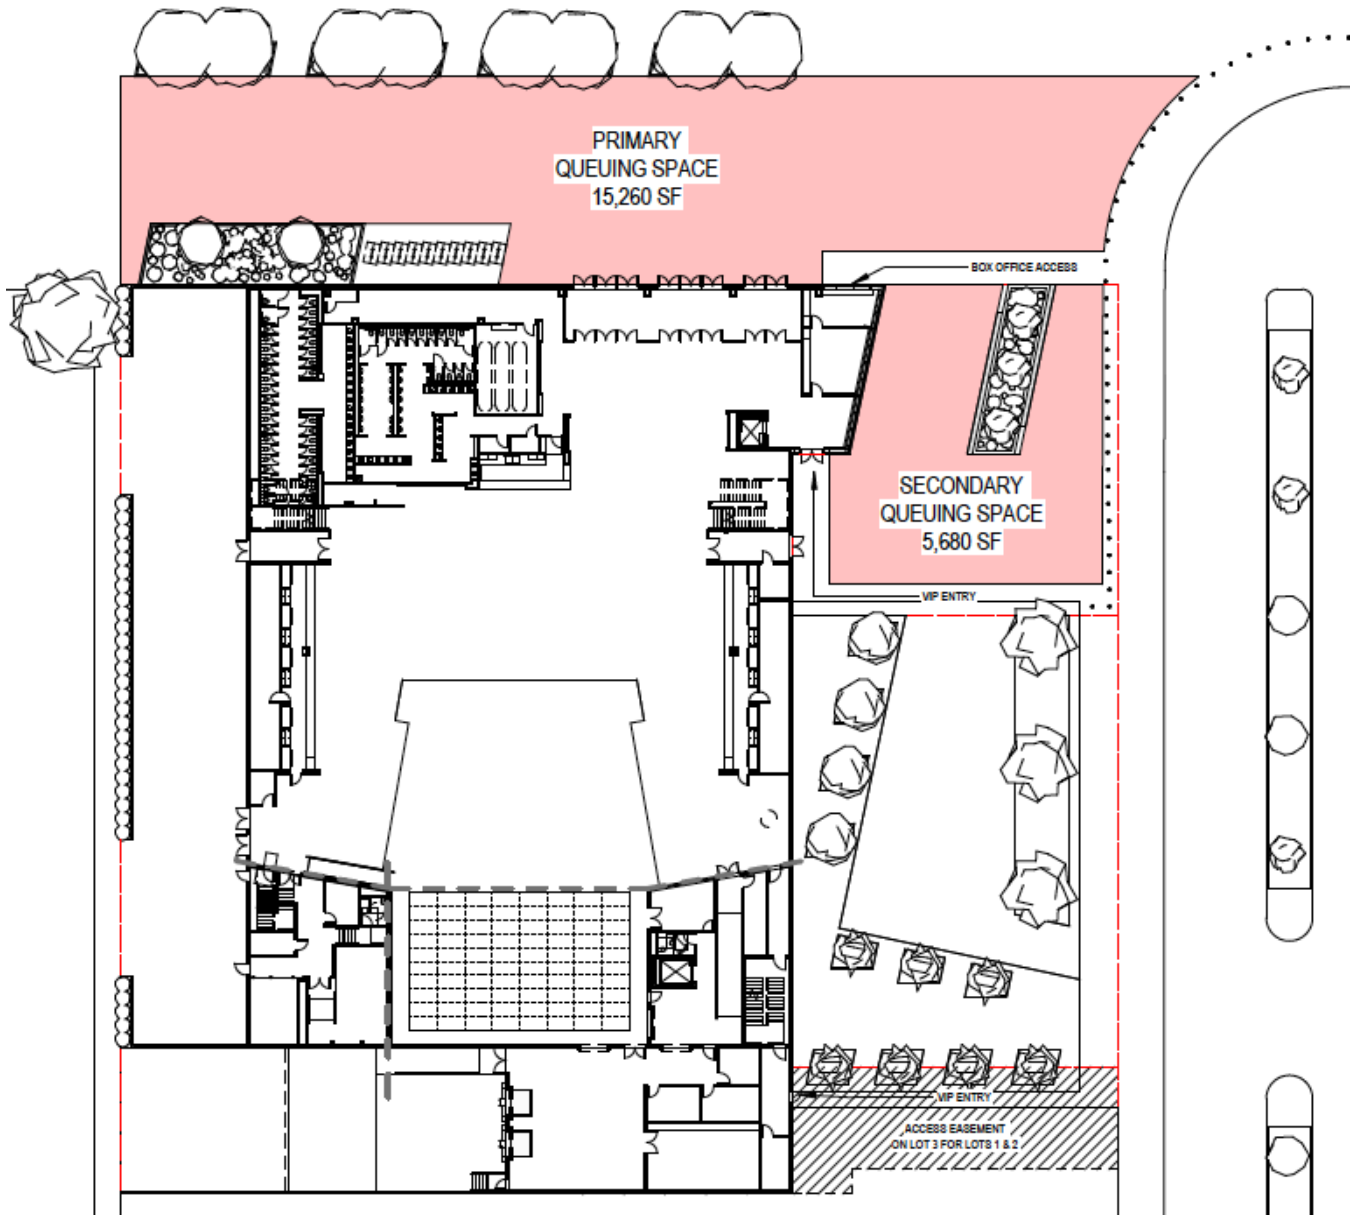 PRIMARY
QUEUING SPACE
15,260 SF
BOX OFFICE ACCESS
SECONDARY
QUEUING SPACE
5,680 SF
VIP ENTRY
VIP ENTRY
ACCESS EASEMENT
ON LOT 3 FOR LOTS 1 & 2